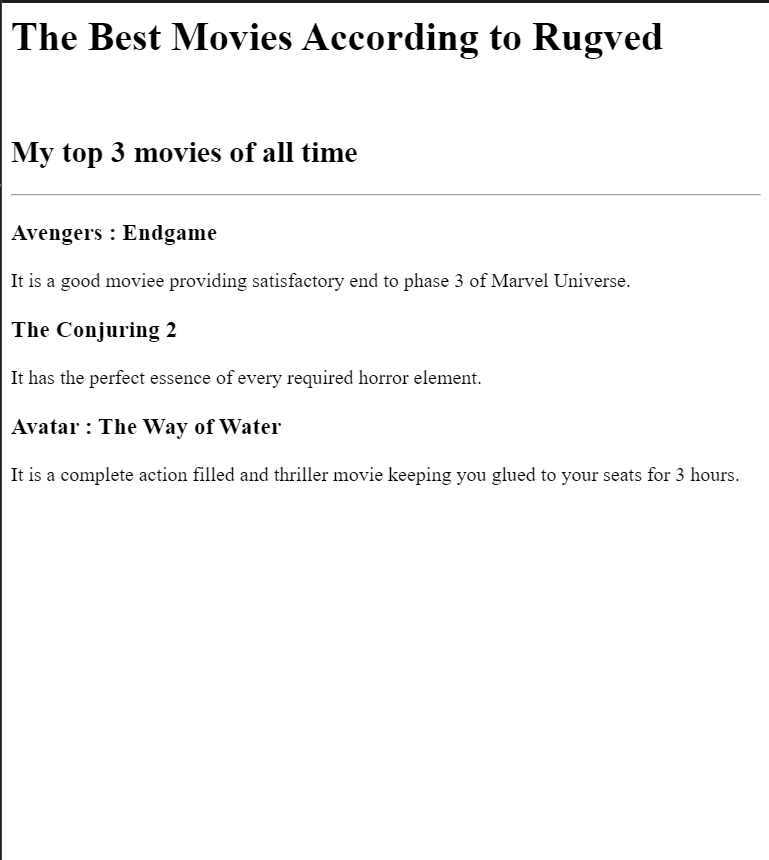 The Best Movies According to Rugved
My top 3 movies of all time
Avengers : Endgame
It is a good moviee providing satisfactory end to phase 3 of Marvel Universe.
The Conjuring 2
It has the perfect essence of every required horror element.
Avatar : The Way of Water
It is a complete action filled and thriller movie keeping you glued to your seats for 3 hours.